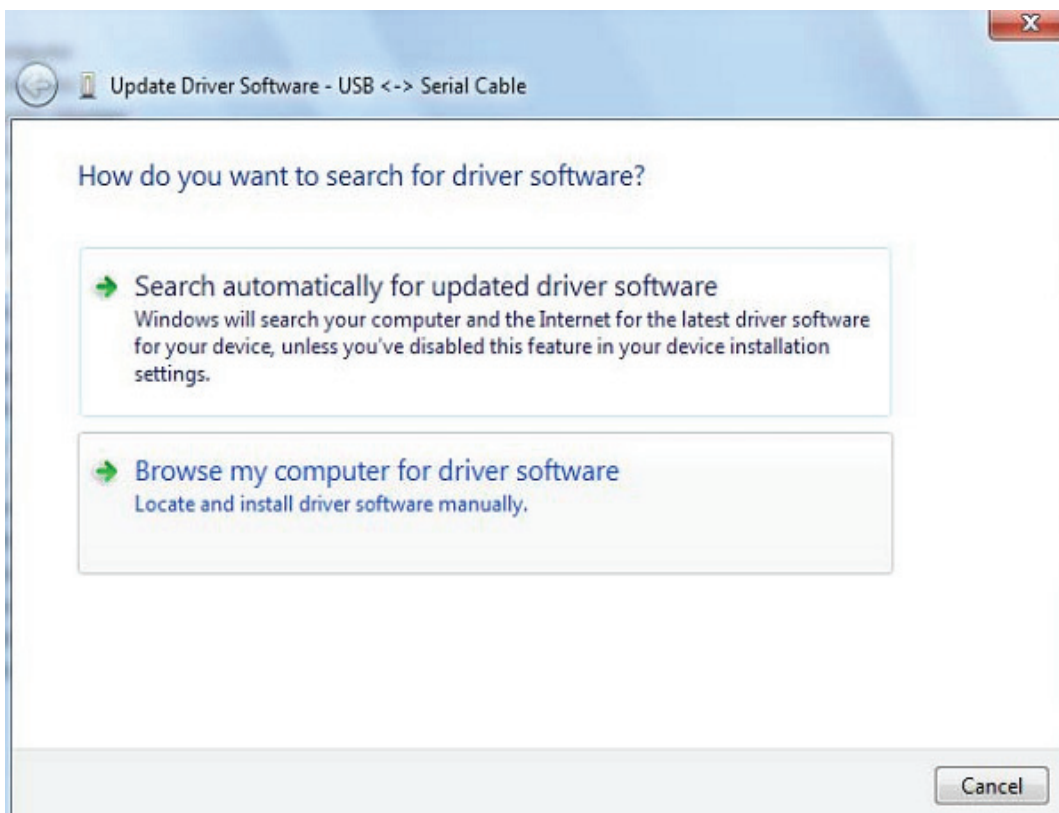 Update Driver Software - USB <-> Serial Cable
How do you want to search for driver software?
Search automatically for updated driver software
Windows will search your computer and the Internet for the latest driver software
for your device, unless you've disabled this feature in your device installation
settings.
Browse my computer for driver software
Locate and install driver software manually.
Cancel